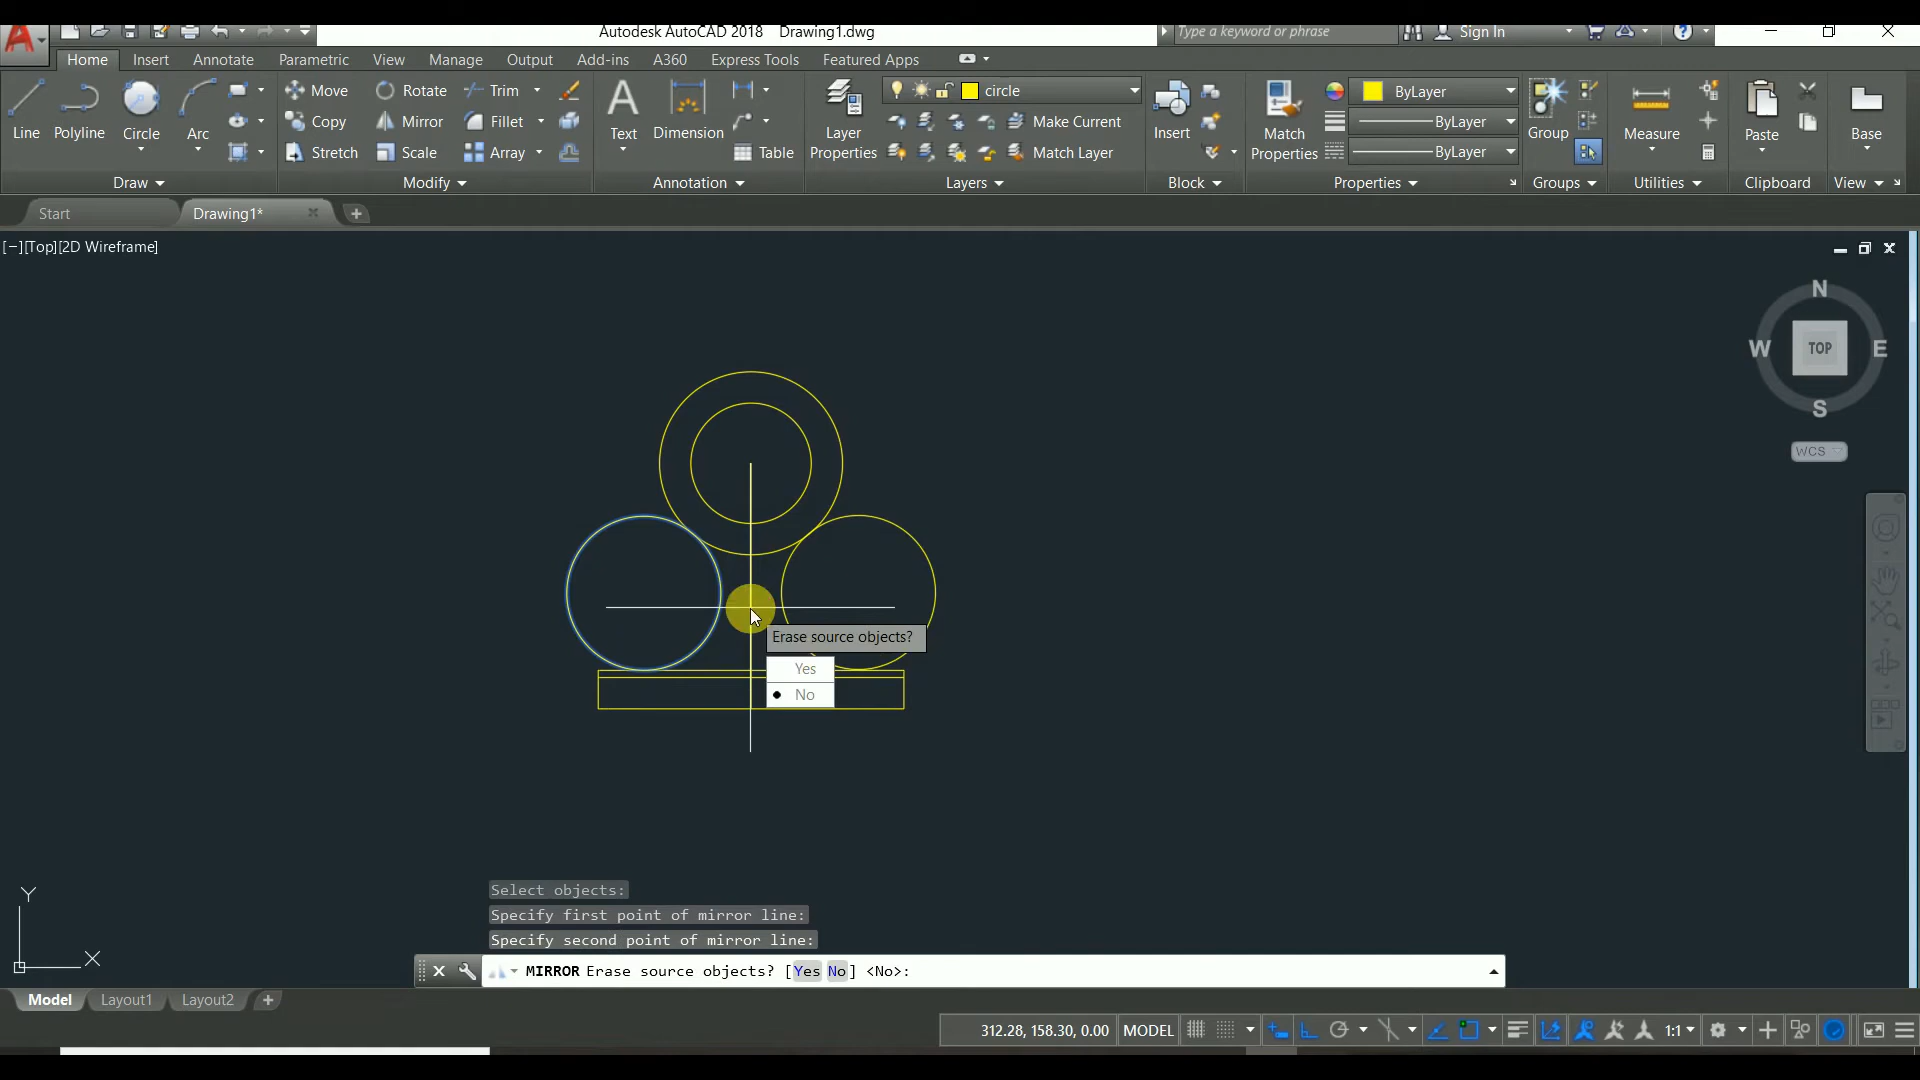 Autodesk AutoCAD 2018 Drawing1.dwg
Type a keyword or phrase
Sign In
Home Insert Annotate Parametric View Manage Output Add-ins A360 Express Tools Featured Apps
Line Polyline Circle Arc
Move Rotate Trim
Copy Mirror Fillet
Stretch Scale Array
Text Dimension Table
Layer Properties
circle
Make Current
Match Layer
Insert
Match Properties
ByLayer
ByLayer
ByLayer
Group
Measure
Paste
Base
Draw Modify Annotation Layers Block Properties Groups Utilities Clipboard View
Start Drawing1*
[−][Top][2D Wireframe]
N
W TOP E
S
WCS
Erase source objects?
Yes
No
Select objects:
Specify first point of mirror line:
Specify second point of mirror line:
MIRROR Erase source objects? [Yes No] <No>:
Y
X
Model Layout1 Layout2
312.28, 158.30, 0.00 MODEL 1:1